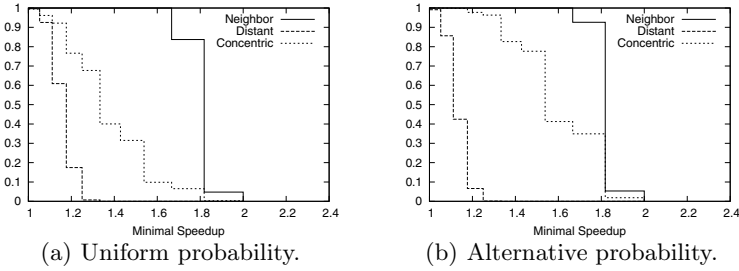 1
0.9
0.8
0.7
0.6
0.5
0.4
0.3
0.2
0.1
0
1 1.2 1.4 1.6 1.8 2 2.2 2.4
Minimal Speedup
Neighbor
Distant
Concentric
(a) Uniform probability.
1
0.9
0.8
0.7
0.6
0.5
0.4
0.3
0.2
0.1
0
1 1.2 1.4 1.6 1.8 2 2.2 2.4
Minimal Speedup
Neighbor
Distant
Concentric
(b) Alternative probability.